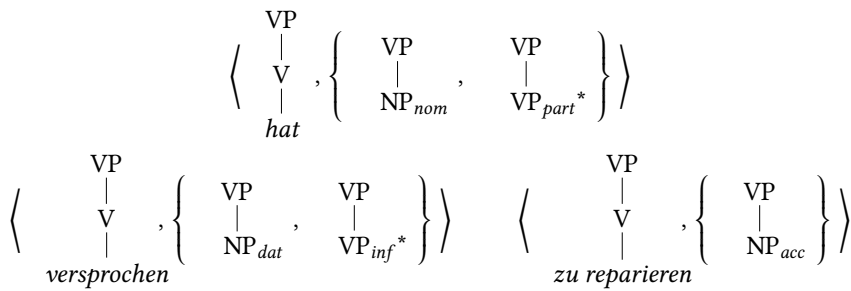 VP VP VP
⟨ V , { NP_nom , VP_part* } ⟩
hat
VP VP VP VP VP
⟨ V , { NP_dat , VP_inf* } ⟩ ⟨ V , { NP_acc } ⟩
versprochen zu reparieren